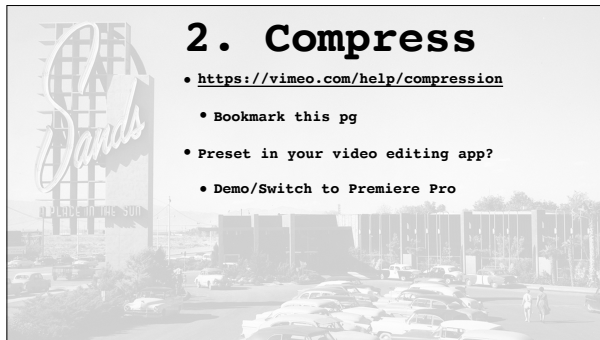 2. Compress
• https://vimeo.com/help/compression
• Bookmark this pg
• Preset in your video editing app?
• Demo/Switch to Premiere Pro
Sands
A PLACE IN THE SUN